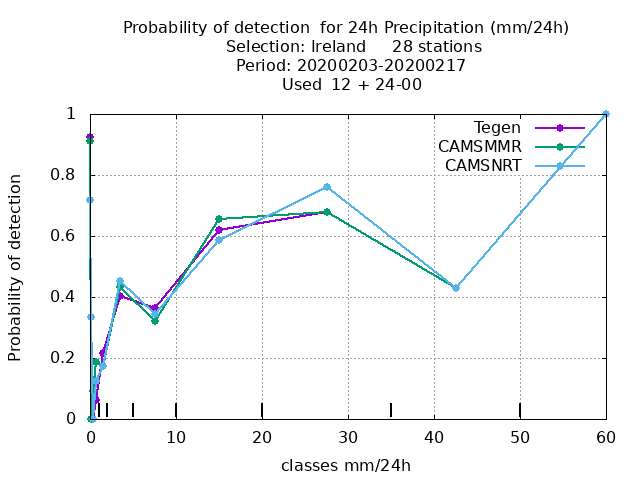 Probability of detection  for 24h Precipitation (mm/24h)
Selection: Ireland     28 stations
Period: 20200203-20200217
Used  12 + 24-00
Tegen
CAMSMMR
CAMSNRT
Probability of detection
1
0.8
0.6
0.4
0.2
0
0 10 20 30 40 50 60
classes mm/24h